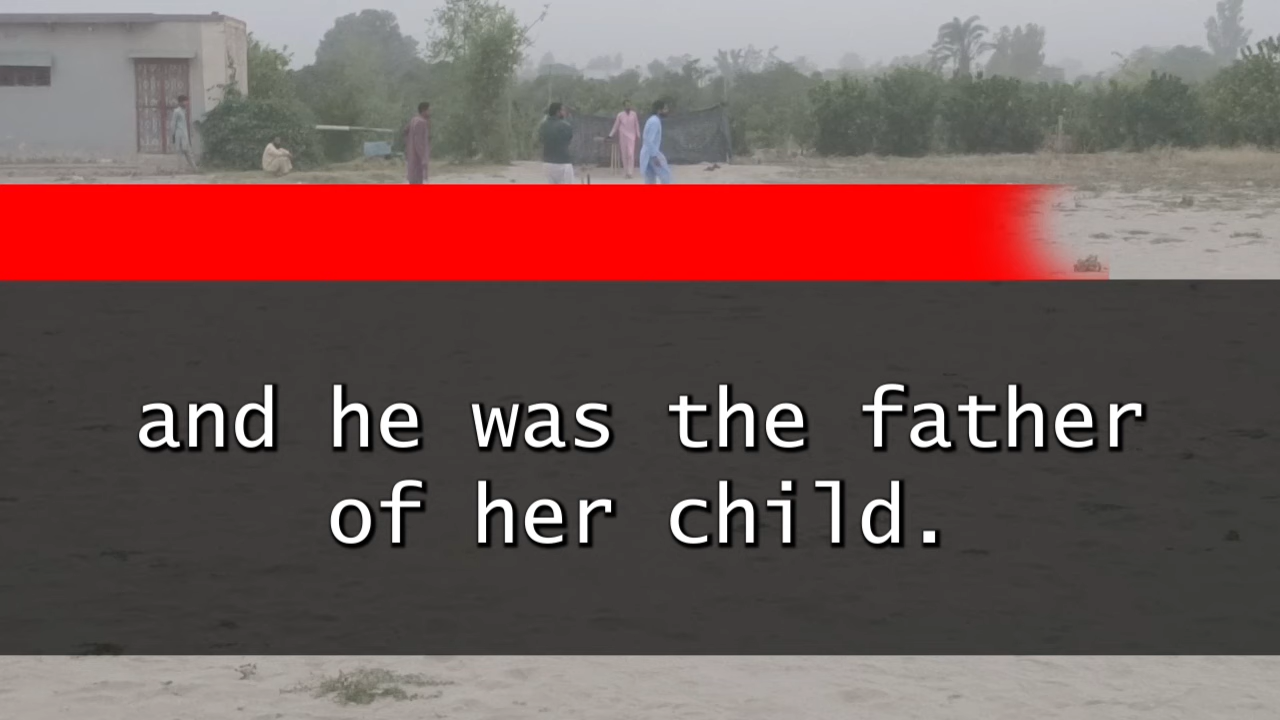 and he was the father
of her child.